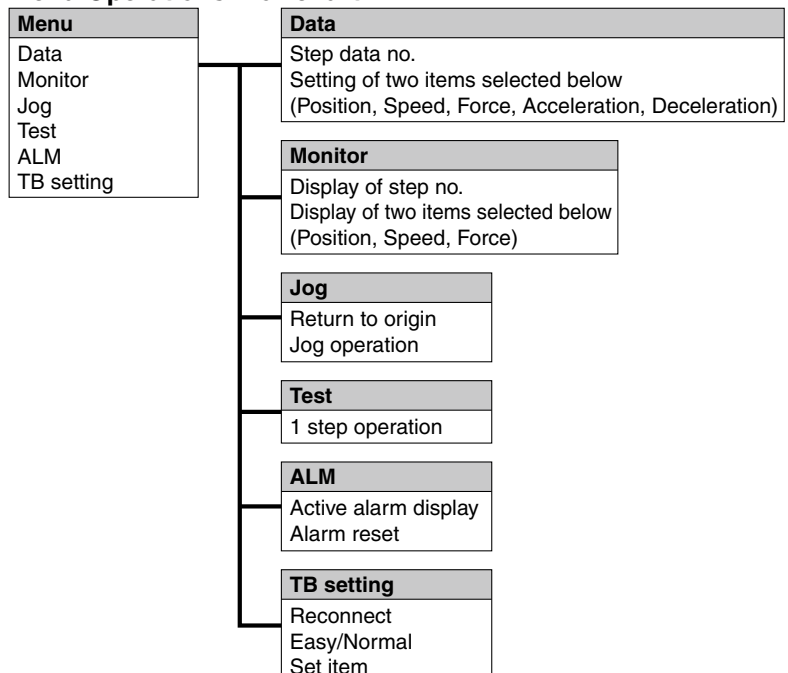 Menu
Data
Monitor
Jog
Test
ALM
TB setting
Data
Step data no.
Setting of two items selected below
(Position, Speed, Force, Acceleration, Deceleration)
Monitor
Display of step no.
Display of two items selected below
(Position, Speed, Force)
Jog
Return to origin
Jog operation
Test
1 step operation
ALM
Active alarm display
Alarm reset
TB setting
Reconnect
Easy/Normal
Set item